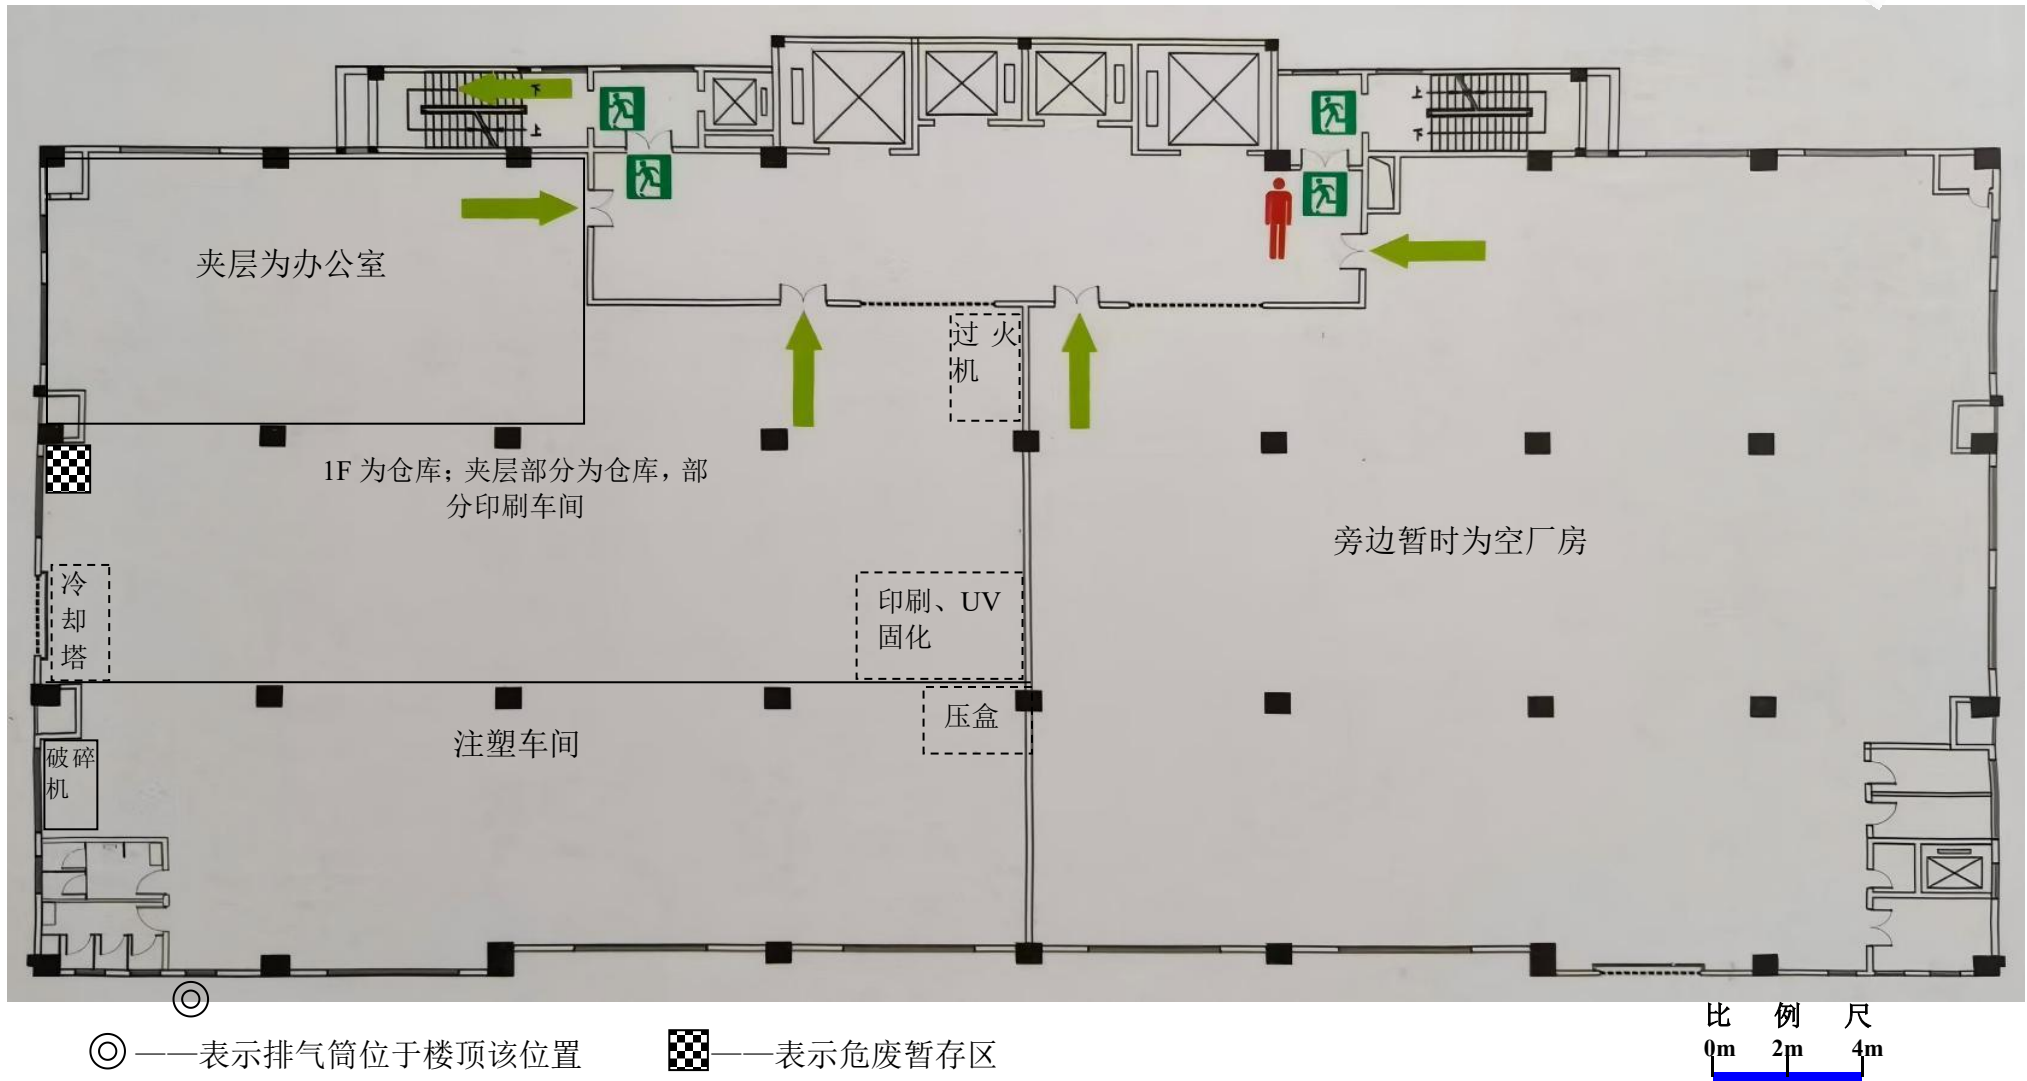 下
上
上
下
夹层为办公室
过火
机
1F 为仓库；夹层部分为仓库，部
分印刷车间
旁边暂时为空厂房
冷
却
塔
印刷、UV
固化
压盒
注塑车间
破碎
机
比 例 尺
0m 2m 4m
——表示排气筒位于楼顶该位置
——表示危废暂存区